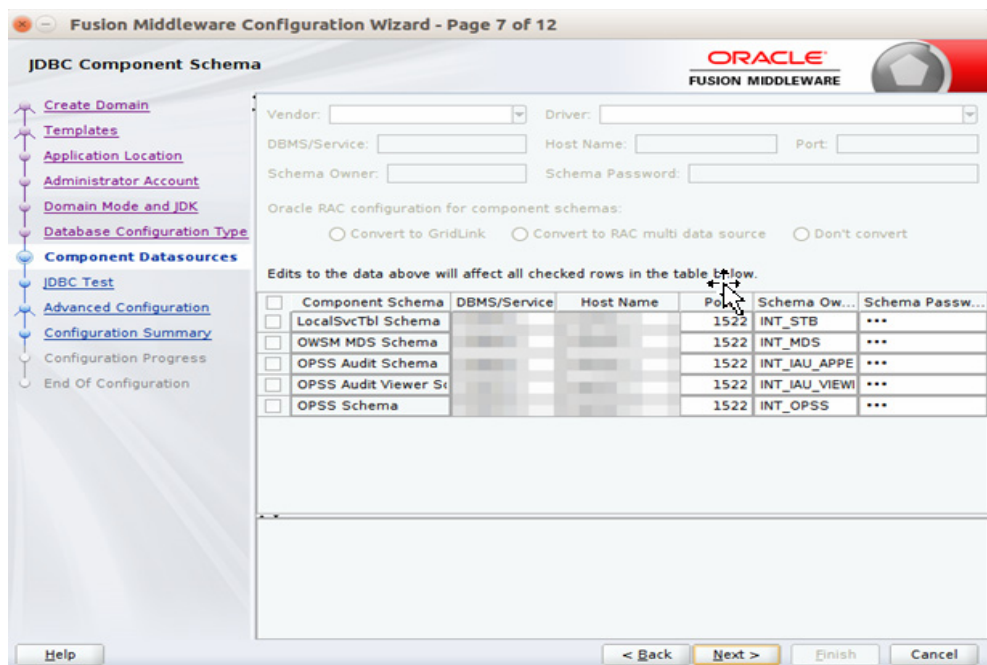 Fusion Middleware Configuration Wizard - Page 7 of 12
JDBC Component Schema
ORACLE
FUSION MIDDLEWARE
Create Domain
Templates
Application Location
Administrator Account
Domain Mode and JDK
Database Configuration Type
Component Datasources
JDBC Test
Advanced Configuration
Configuration Summary
Configuration Progress
End Of Configuration
Vendor: Driver:
DBMS/Service: Host Name: Port:
Schema Owner: Schema Password:
Oracle RAC configuration for component schemas:
Convert to GridLink Convert to RAC multi data source Don't convert
Edits to the data above will affect all checked rows in the table below.
Component Schema DBMS/Service Host Name Schema Ow... Schema Passw...
LocalSvcTbl Schema 1522 INT_STB •••
OWSM MDS Schema 1522 INT_MDS •••
OPSS Audit Schema 1522 INT_IAU_APPE •••
OPSS Audit Viewer Sc 1522 INT_IAU_VIEWI •••
OPSS Schema 1522 INT_OPSS •••
Help < Back Next > Finish Cancel